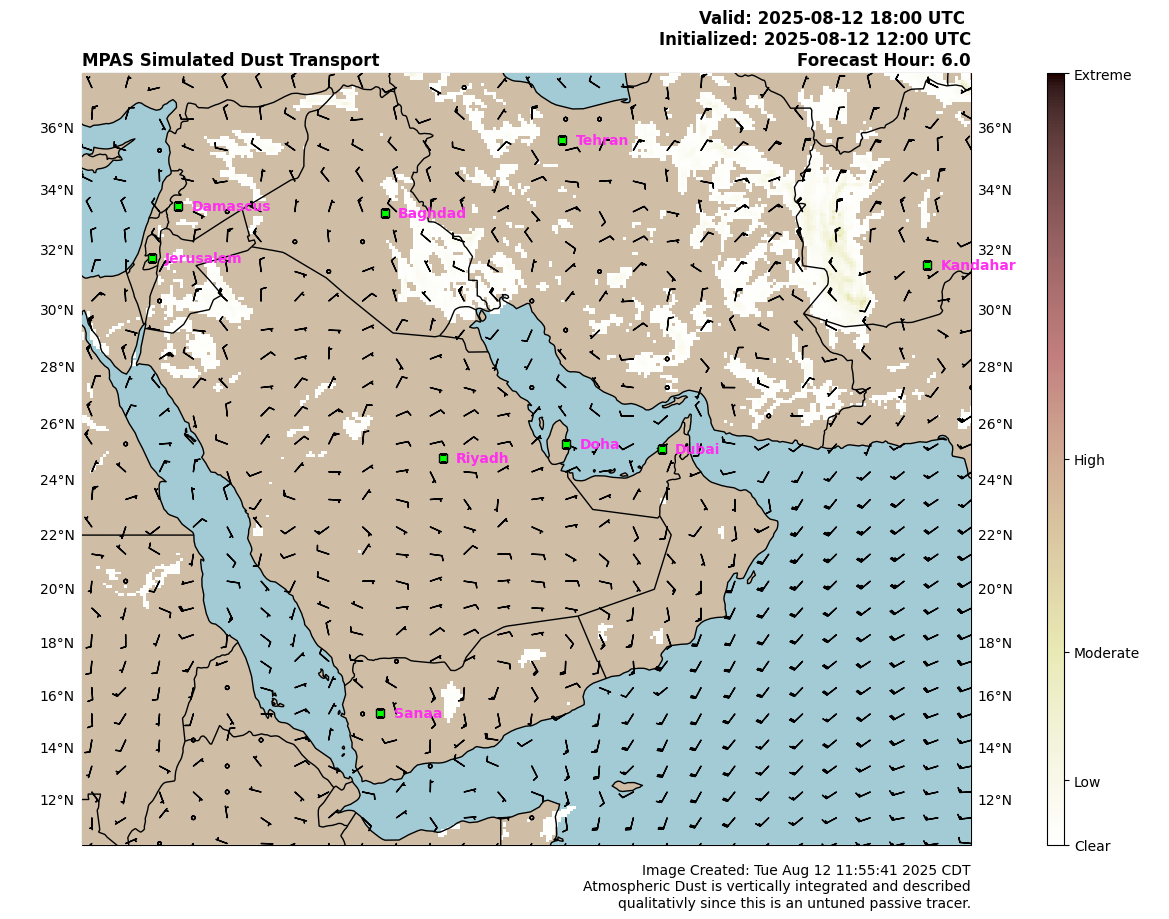 Valid: 2025-08-12 18:00 UTC
Initialized: 2025-08-12 12:00 UTC
MPAS Simulated Dust Transport
Forecast Hour: 6.0
Extreme
High
Moderate
Low
Clear
36°N
34°N
32°N
30°N
28°N
26°N
24°N
22°N
20°N
18°N
16°N
14°N
12°N
36°N
34°N
32°N
30°N
28°N
26°N
24°N
22°N
20°N
18°N
16°N
14°N
12°N
Tehran
Damascus
Baghdad
Jerusalem
Kandahar
Doha
Dubai
Riyadh
Sanaa
Image Created: Tue Aug 12 11:55:41 2025 CDT
Atmospheric Dust is vertically integrated and described
qualitativly since this is an untuned passive tracer.